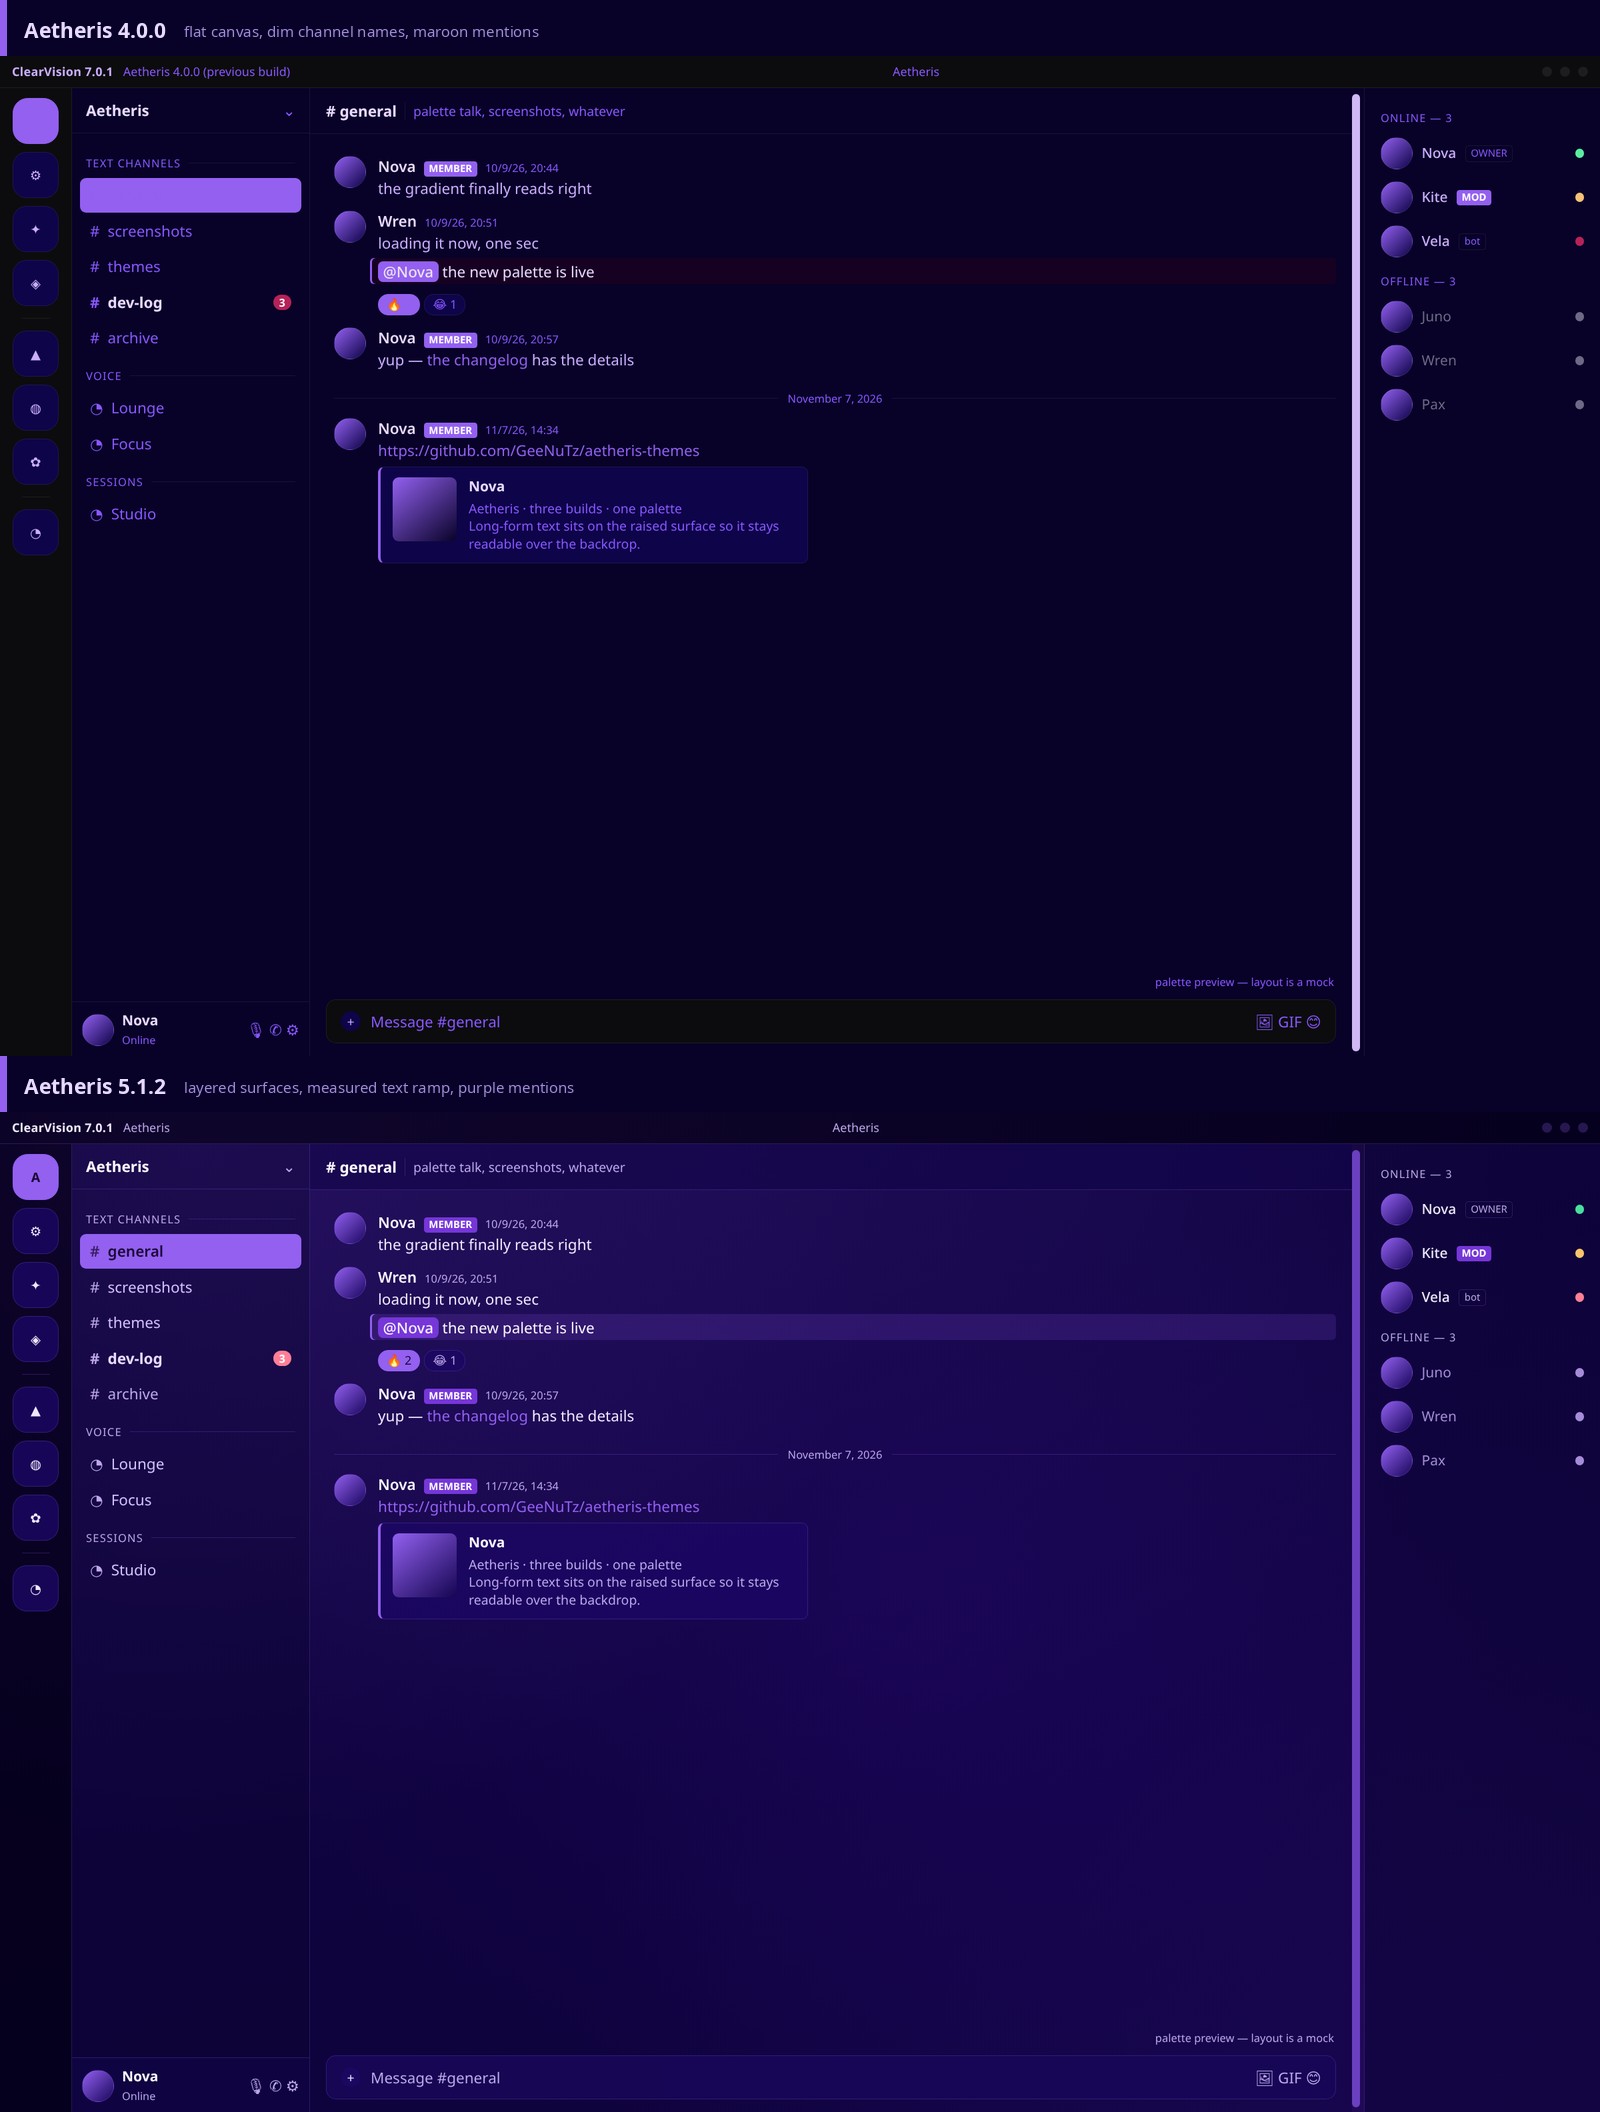 Aetheris 4.0.0 flat canvas, dim channel names, maroon mentions
ClearVision 7.0.1 Aetheris 4.0.0 (previous build) Aetheris
Aetheris
TEXT CHANNELS
# screenshots
# themes
# dev-log 3
# archive
VOICE
Lounge
Focus
SESSIONS
Studio
Nova
Online
# general palette talk, screenshots, whatever
Nova MEMBER 10/9/26, 20:44
the gradient finally reads right
Wren 10/9/26, 20:51
loading it now, one sec
@Nova the new palette is live
🔥 😂 1
Nova MEMBER 10/9/26, 20:57
yup — the changelog has the details
November 7, 2026
Nova MEMBER 11/7/26, 14:34
https://github.com/GeeNuTz/aetheris-themes
Nova
Aetheris · three builds · one palette
Long-form text sits on the raised surface so it stays
readable over the backdrop.
palette preview — layout is a mock
+ Message #general GIF
ONLINE — 3
Nova OWNER
Kite MOD
Vela bot
OFFLINE — 3
Juno
Wren
Pax
Aetheris 5.1.2 layered surfaces, measured text ramp, purple mentions
ClearVision 7.0.1 Aetheris Aetheris
A
Aetheris
TEXT CHANNELS
# general
# screenshots
# themes
# dev-log 3
# archive
VOICE
Lounge
Focus
SESSIONS
Studio
Nova
Online
# general palette talk, screenshots, whatever
Nova MEMBER 10/9/26, 20:44
the gradient finally reads right
Wren 10/9/26, 20:51
loading it now, one sec
@Nova the new palette is live
🔥 2 😂 1
Nova MEMBER 10/9/26, 20:57
yup — the changelog has the details
November 7, 2026
Nova MEMBER 11/7/26, 14:34
https://github.com/GeeNuTz/aetheris-themes
Nova
Aetheris · three builds · one palette
Long-form text sits on the raised surface so it stays
readable over the backdrop.
palette preview — layout is a mock
+ Message #general GIF
ONLINE — 3
Nova OWNER
Kite MOD
Vela bot
OFFLINE — 3
Juno
Wren
Pax